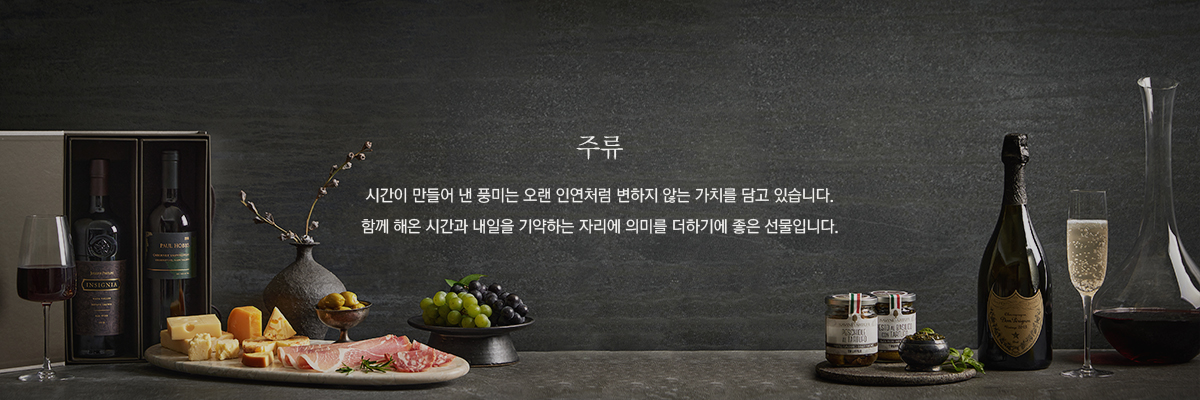 주류
시간이 만들어 낸 풍미는 오랜 인연처럼 변하지 않는 가치를 담고 있습니다.
함께 해온 시간과 내일을 기약하는 자리에 의미를 더하기에 좋은 선물입니다.
INSIGNIA
PAUL HOBBS